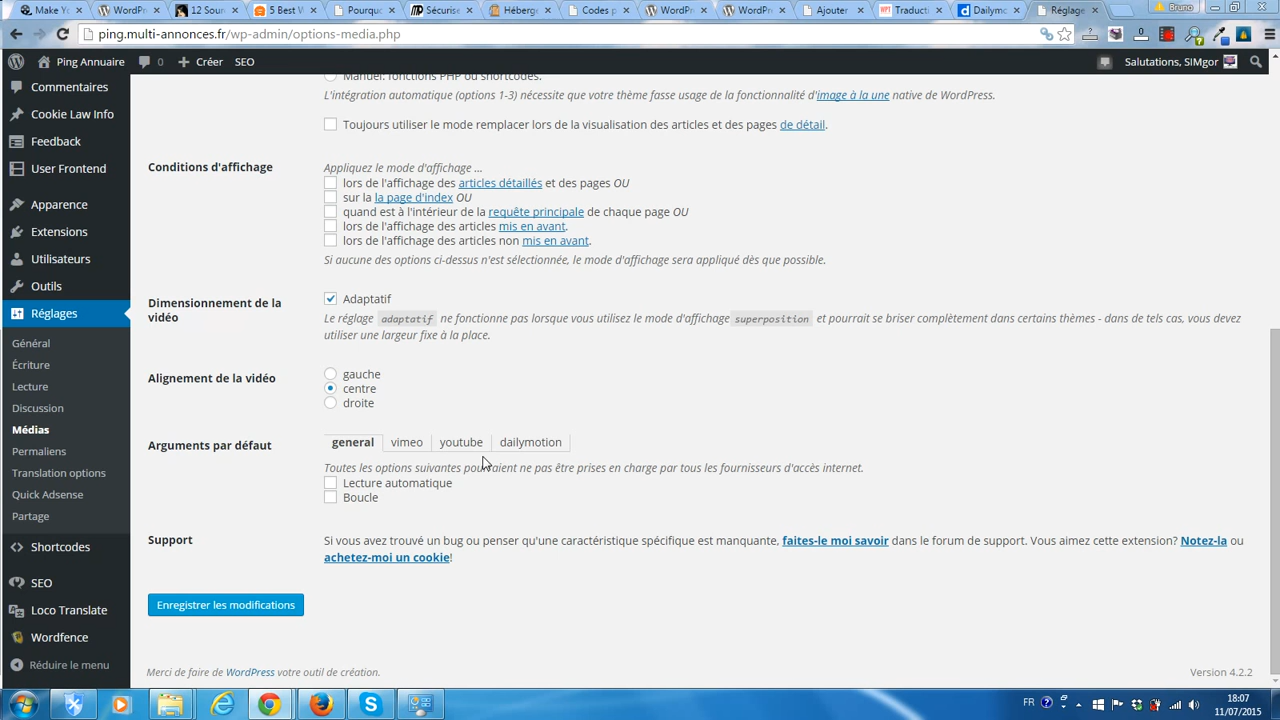 Make Yo
WordPr
12 Soun
5 Best W
Pourquo
Sécurise
Héberge
Codes p
WordPr
WordPr
Ajouter
Traducti
Dailymo
Réglage
Bruno
ping.multi-annonces.fr/wp-admin/options-media.php
Ping Annuaire
0
Créer
SEO
Salutations, SIMgor
Commentaires
Cookie Law Info
Feedback
User Frontend
Apparence
Extensions
Utilisateurs
Outils
Réglages
Général
Écriture
Lecture
Discussion
Médias
Permaliens
Translation options
Quick Adsense
Partage
Shortcodes
SEO
Loco Translate
Wordfence
Réduire le menu
Manuel: fonctions PHP ou shortcodes.
L'intégration automatique (options 1-3) nécessite que votre thème fasse usage de la fonctionnalité d'image à la une native de WordPress.
Toujours utiliser le mode remplacer lors de la visualisation des articles et des pages de détail.
Conditions d'affichage
Appliquez le mode d'affichage ...
lors de l'affichage des articles détaillés et des pages OU
sur la la page d'index OU
quand est à l'intérieur de la requête principale de chaque page OU
lors de l'affichage des articles mis en avant.
lors de l'affichage des articles non mis en avant.
Si aucune des options ci-dessus n'est sélectionnée, le mode d'affichage sera appliqué dès que possible.
Dimensionnement de la
vidéo
Adaptatif
Le réglage adaptatif ne fonctionne pas lorsque vous utilisez le mode d'affichage superposition et pourrait se briser complètement dans certains thèmes - dans de tels cas, vous devez
utiliser une largeur fixe à la place.
Alignement de la vidéo
gauche
centre
droite
Arguments par défaut
general
vimeo
youtube
dailymotion
Toutes les options suivantes pourraient ne pas être prises en charge par tous les fournisseurs d'accès internet.
Lecture automatique
Boucle
Support
Si vous avez trouvé un bug ou penser qu'une caractéristique spécifique est manquante, faites-le moi savoir dans le forum de support. Vous aimez cette extension? Notez-la ou
achetez-moi un cookie!
Enregistrer les modifications
Merci de faire de WordPress votre outil de création.
Version 4.2.2
FR
18:07
11/07/2015